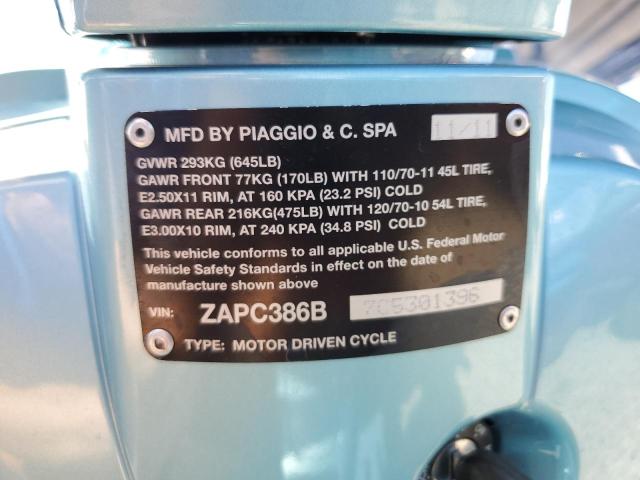 MFD BY PIAGGIO & C. SPA 11/11
GVWR 293KG (645LB)
GAWR FRONT 77KG (170LB) WITH 110/70-11 45L TIRE,
E2.50X11 RIM, AT 160 KPA (23.2 PSI) COLD
GAWR REAR 216KG(475LB) WITH 120/70-10 54L TIRE,
E3.00X10 RIM, AT 240 KPA (34.8 PSI) COLD
This vehicle conforms to all applicable U.S. Federal Motor
Vehicle Safety Standards in effect on the date of
manufacture shown above
VIN: ZAPC386B 7C5301396
TYPE: MOTOR DRIVEN CYCLE